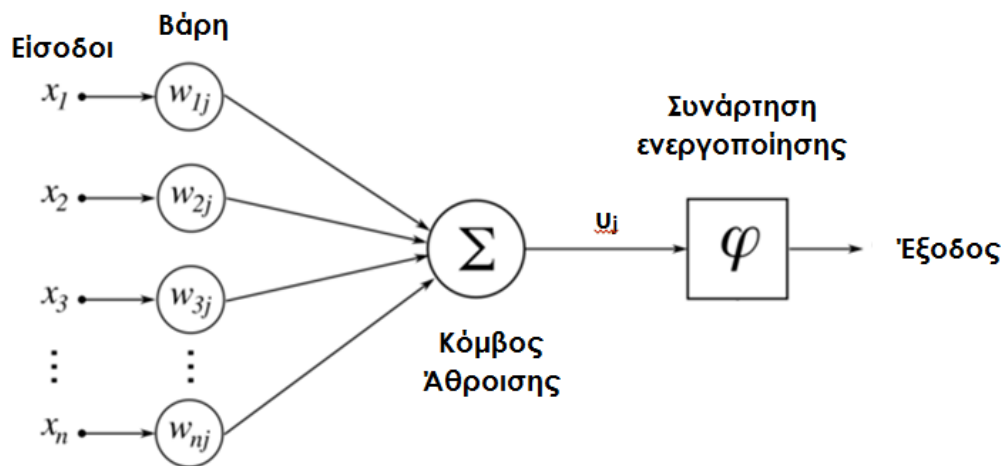 Είσοδοι
Βάρη
x1
w1j
x2
w2j
x3
w3j
⋮
⋮
xn
wnj
Σ
Κόμβος
Άθροισης
uj
Συνάρτηση
ενεργοποίησης
φ
Έξοδος